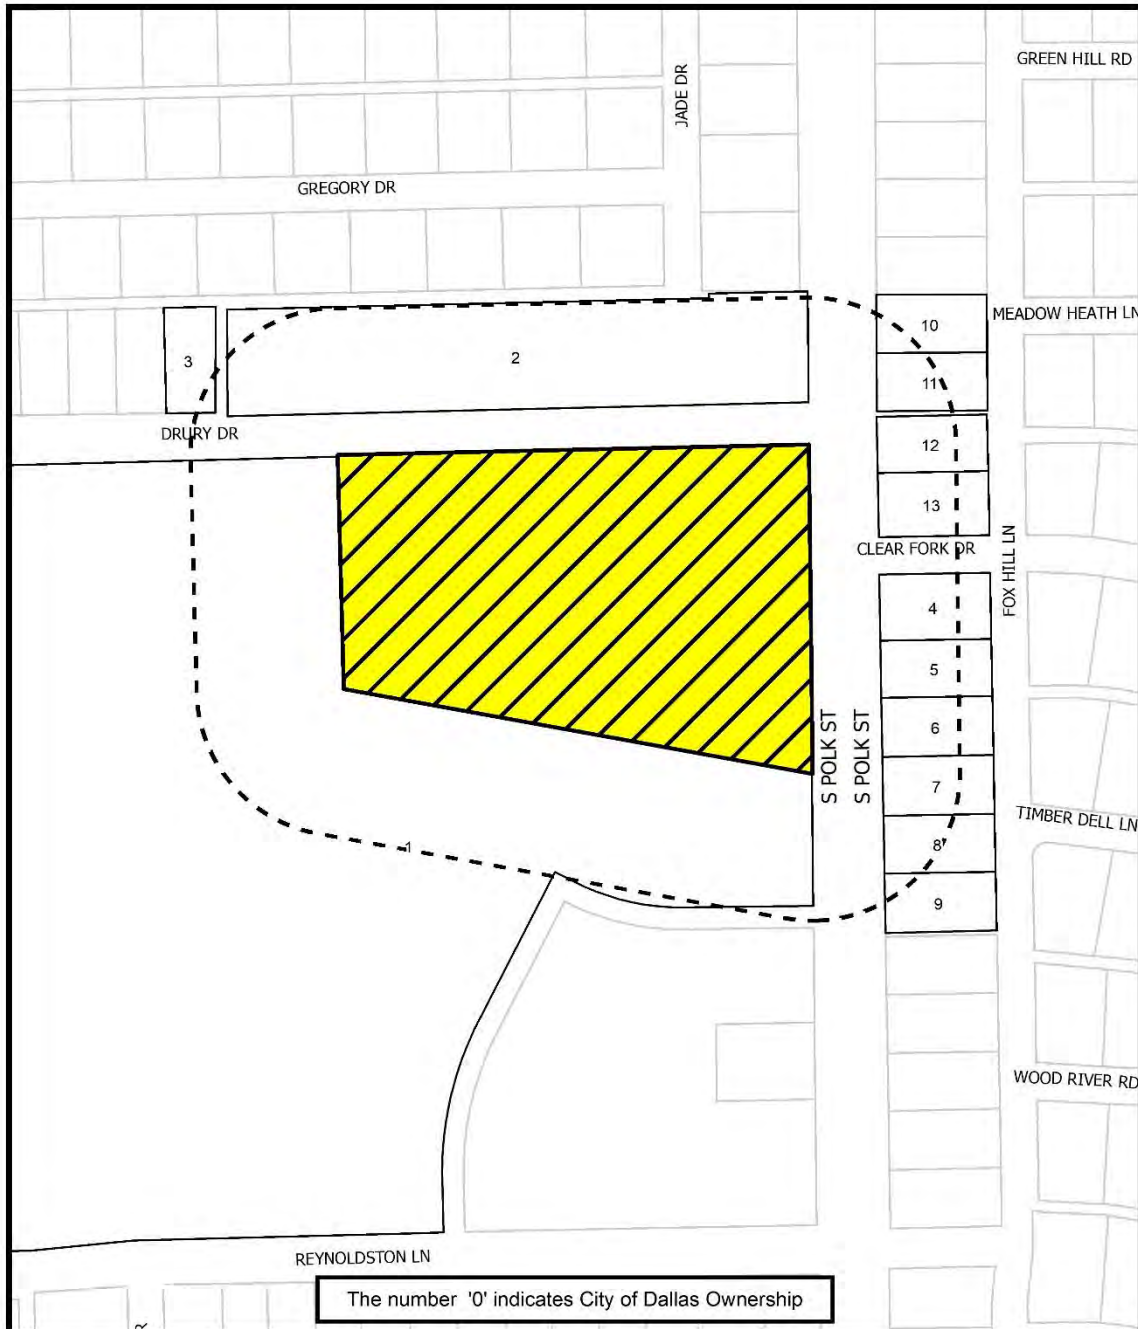 GREEN HILL RD
JADE DR
GREGORY DR
MEADOW HEATH LN
10
3
2
11
DRURY DR
12
13
CLEAR FORK DR
FOX HILL LN
4
5
6
S POLK ST
S POLK ST
7
TIMBER DELL LN
8
1
9
WOOD RIVER RD
REYNOLDSTON LN
The number '0' indicates City of Dallas Ownership
R